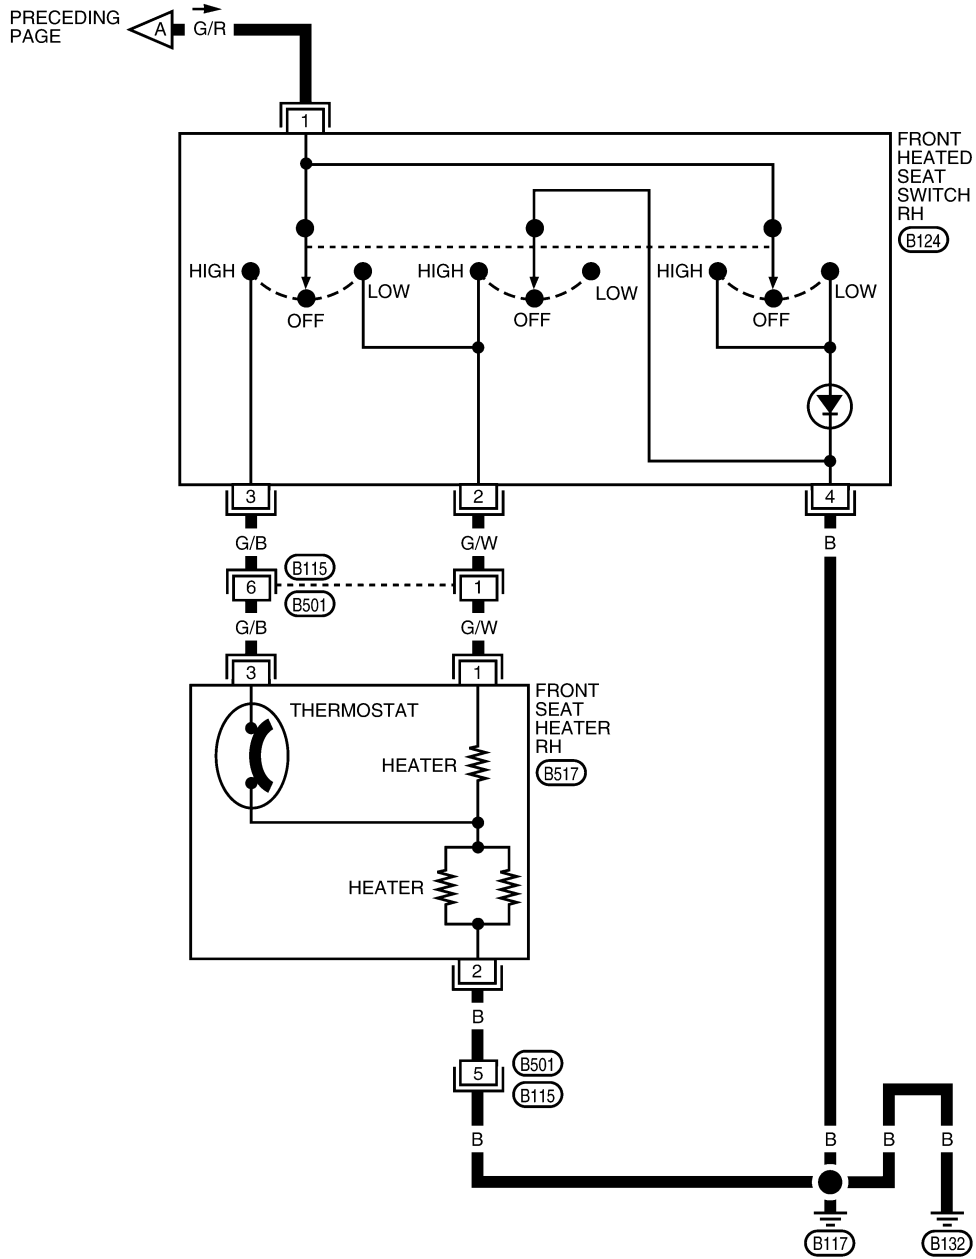 PRECEDING
PAGE
A
G/R
1
FRONT
HEATED
SEAT
SWITCH
RH
B124
HIGH
OFF
LOW
HIGH
OFF
LOW
HIGH
OFF
LOW
3
2
4
G/B
G/W
B
6
B115
B501
1
G/B
G/W
3
1
THERMOSTAT
HEATER
FRONT
SEAT
HEATER
RH
B517
HEATER
2
B
5
B501
B115
B
B
B
B
B117
B132